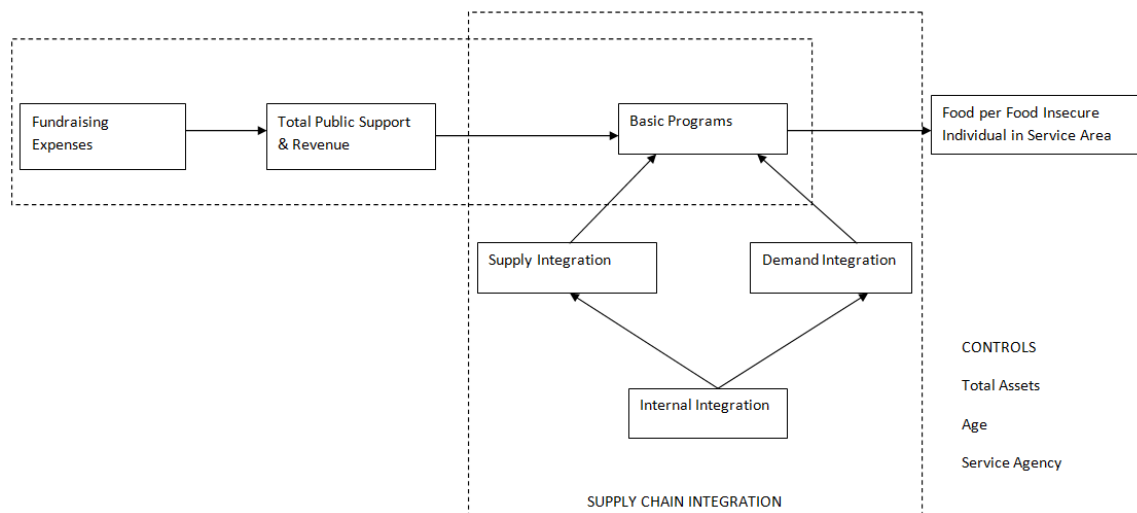 Fundraising
Expenses
Total Public Support
& Revenue
Basic Programs
Food per Food Insecure
Individual in Service Area
Supply Integration
Demand Integration
Internal Integration
CONTROLS
Total Assets
Age
Service Agency
SUPPLY CHAIN INTEGRATION